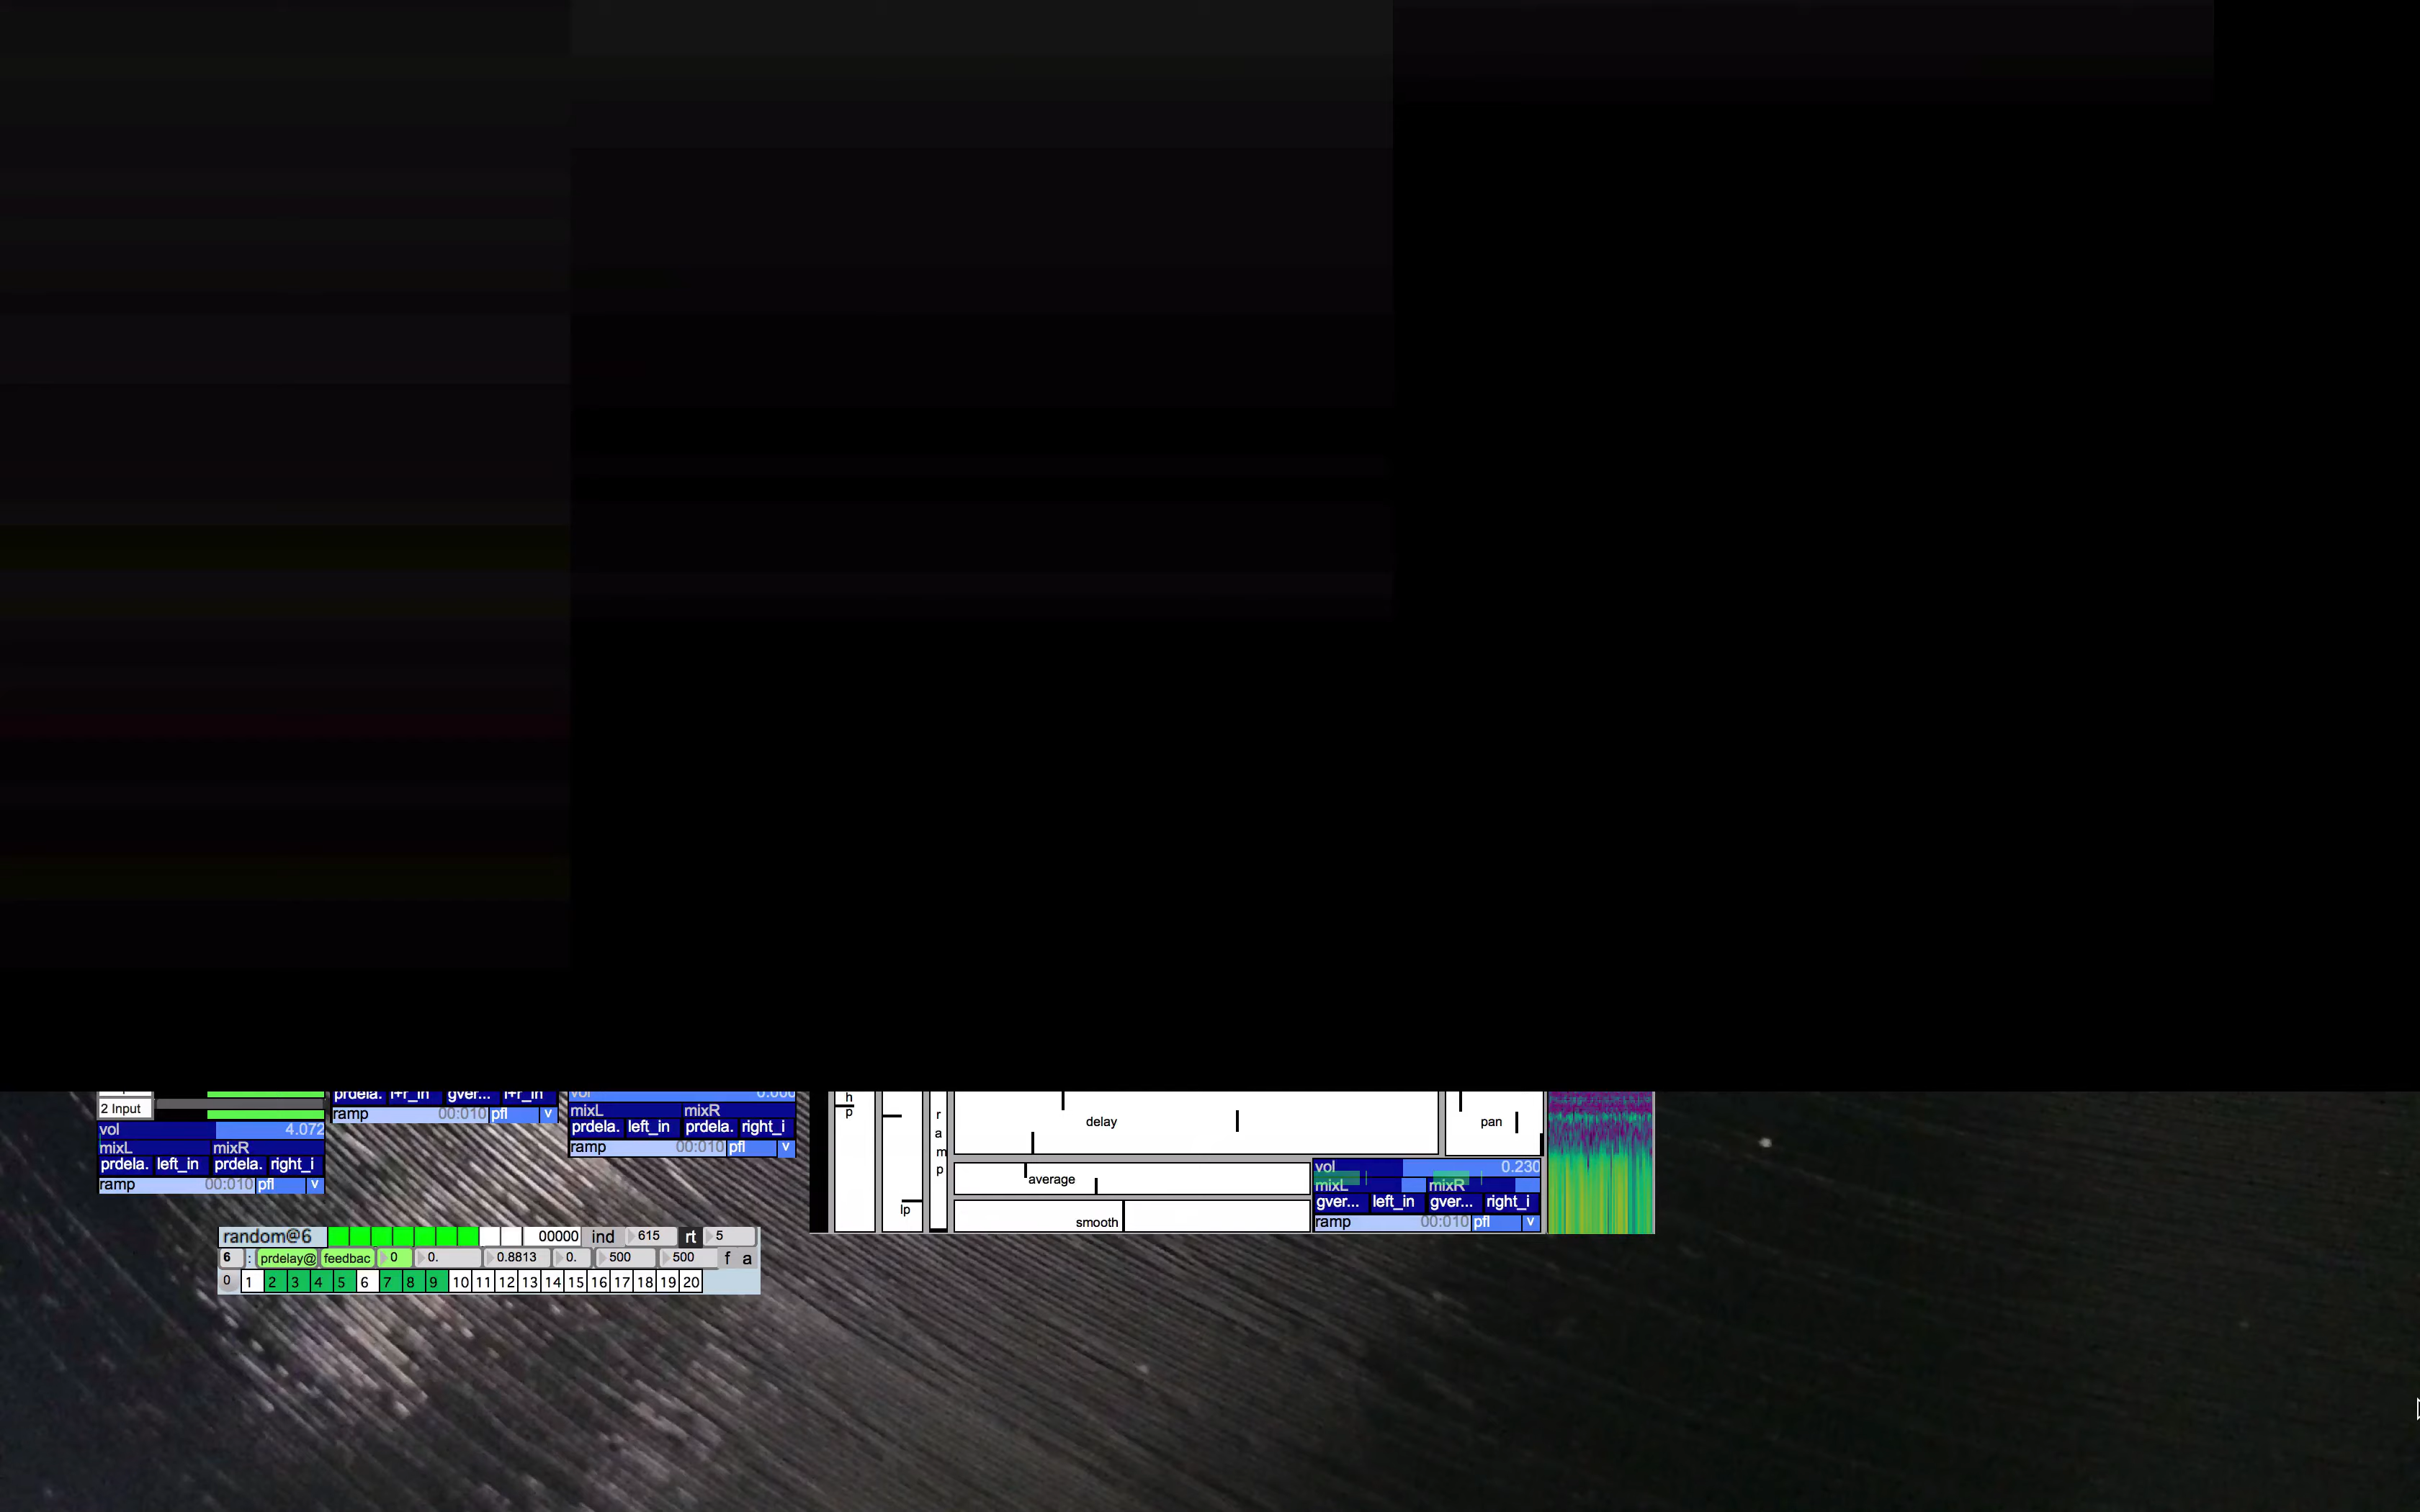 prdela. l+r_in gver... l+r_in
2 Input
ramp 00:010 pfl v
vol 4.072
mixL mixR
prdela. left_in prdela. right_i
ramp 00:010 pfl v
vol 0.000
mixL mixR
prdela. left_in prdela. right_i
ramp 00:010 pfl v
h
p
lp
r
a
m
p
delay
pan
average
smooth
vol 0.230
mixL mixR
gver... left_in gver... right_i
ramp 00:010 pfl v
random@6 00000 ind 615 rt 5
6 : prdelay@ feedbac 0 0. 0.8813 0. 500 500 f a
0 1 2 3 4 5 6 7 8 9 10 11 12 13 14 15 16 17 18 19 20